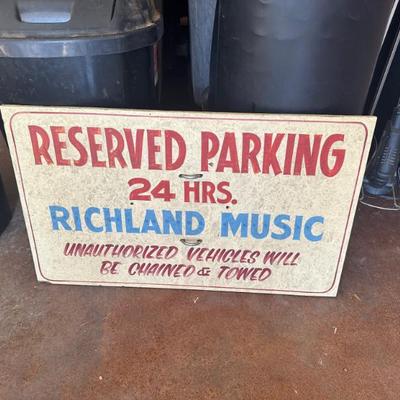 RESERVED PARKING
24 HRS.
RICHLAND MUSIC
UNAUTHORIZED VEHICLES WILL
BE CHAINED & TOWED